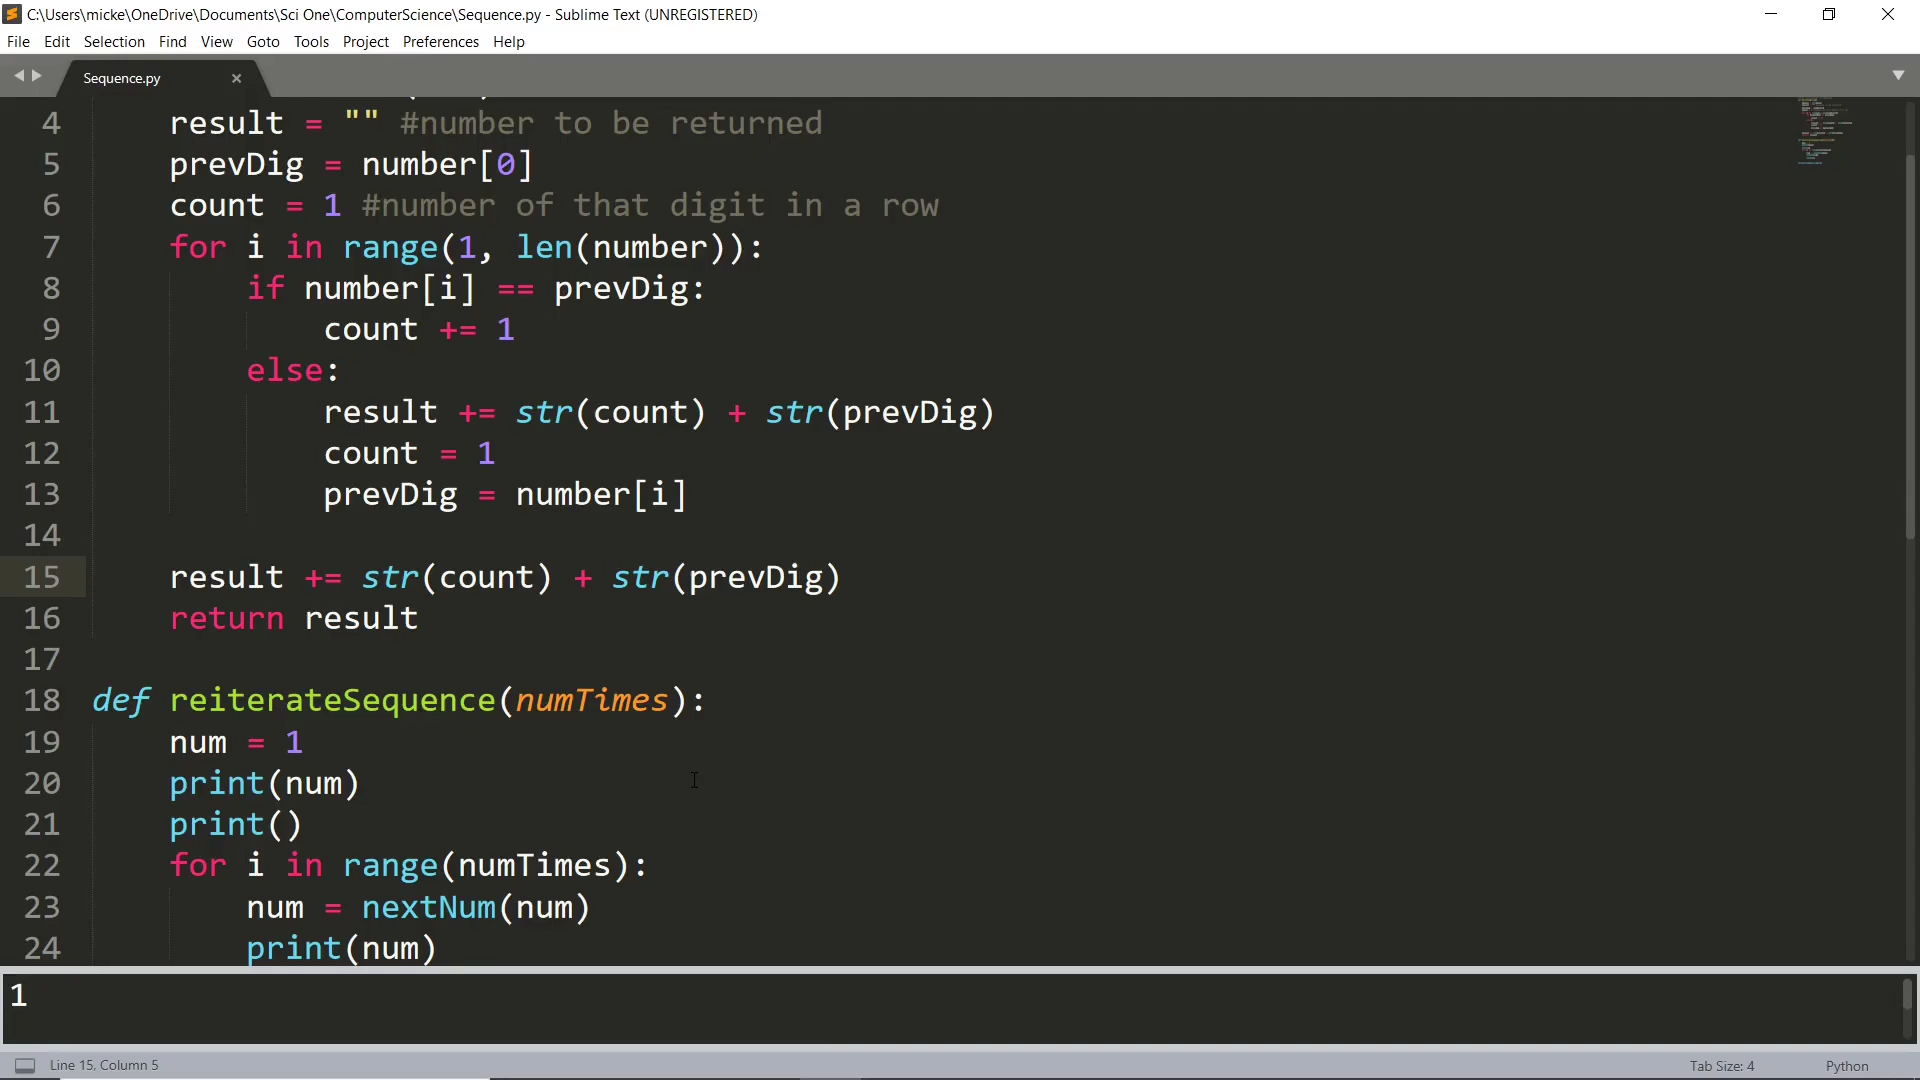 C:\Users\micke\OneDrive\Documents\Sci One\ComputerScience\Sequence.py - Sublime Text (UNREGISTERED)
File Edit Selection Find View Goto Tools Project Preferences Help
Sequence.py
4 result = "" #number to be returned
5 prevDig = number[0]
6 count = 1 #number of that digit in a row
7 for i in range(1, len(number)):
8 if number[i] == prevDig:
9 count += 1
10 else:
11 result += str(count) + str(prevDig)
12 count = 1
13 prevDig = number[i]
14
15 result += str(count) + str(prevDig)
16 return result
17
18 def reiterateSequence(numTimes):
19 num = 1
20 print(num)
21 print()
22 for i in range(numTimes):
23 num = nextNum(num)
24 print(num)
1
Line 15, Column 5
Tab Size: 4
Python